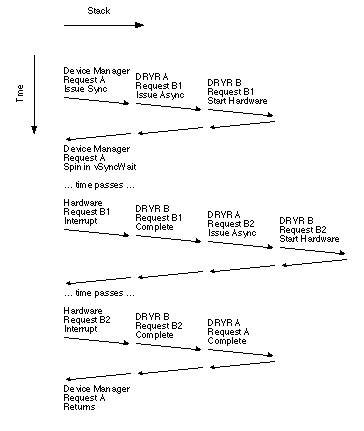 Stack
Time
Device Manager
Request A
Issue Sync
DRVR A
Request B1
Issue Async
DRVR B
Request B1
Start Hardware
Device Manager
Request A
Spin in vSyncWait
... time passes ...
Hardware
Request B1
Interrupt
DRVR B
Request B1
Complete
DRVR A
Request B2
Issue Async
DRVR B
Request B2
Start Hardware
... time passes ...
Hardware
Request B2
Interrupt
DRVR B
Request B2
Complete
DRVR A
Request A
Complete
Device Manager
Request A
Returns